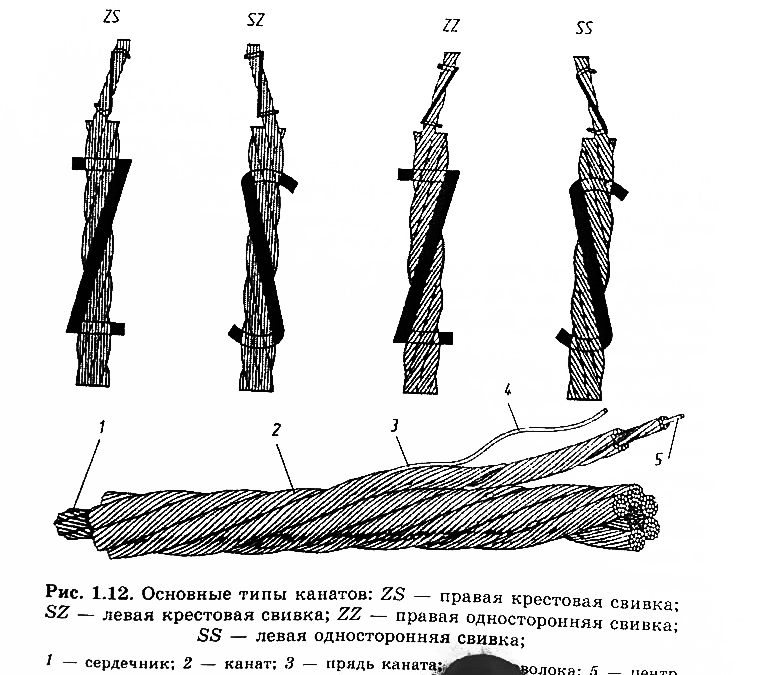 ZS SZ ZZ SS
1 2 3 4 5
Рис. 1.12. Основные типы канатов: ZS — правая крестовая свивка;
SZ — левая крестовая свивка; ZZ — правая односторонняя свивка;
SS — левая односторонняя свивка;
1 — сердечник; 2 — канат; 3 — прядь каната; 5 —